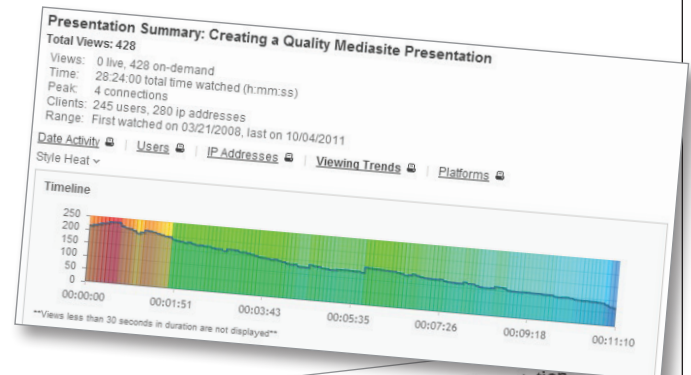 Presentation Summary: Creating a Quality Mediasite Presentation
Total Views: 428
Views: 0 live, 428 on-demand
Time: 28:24:00 total time watched (h:mm:ss)
Peak: 4 connections
Clients: 245 users, 280 ip addresses
Range: First watched on 03/21/2008, last on 10/04/2011
Date Activity | Users | IP Addresses | Viewing Trends | Platforms
Style Heat
Timeline
250
200
150
100
50
0
00:00:00 00:01:51 00:03:43 00:05:35 00:07:26 00:09:18 00:11:10
**Views less than 30 seconds in duration are not displayed**